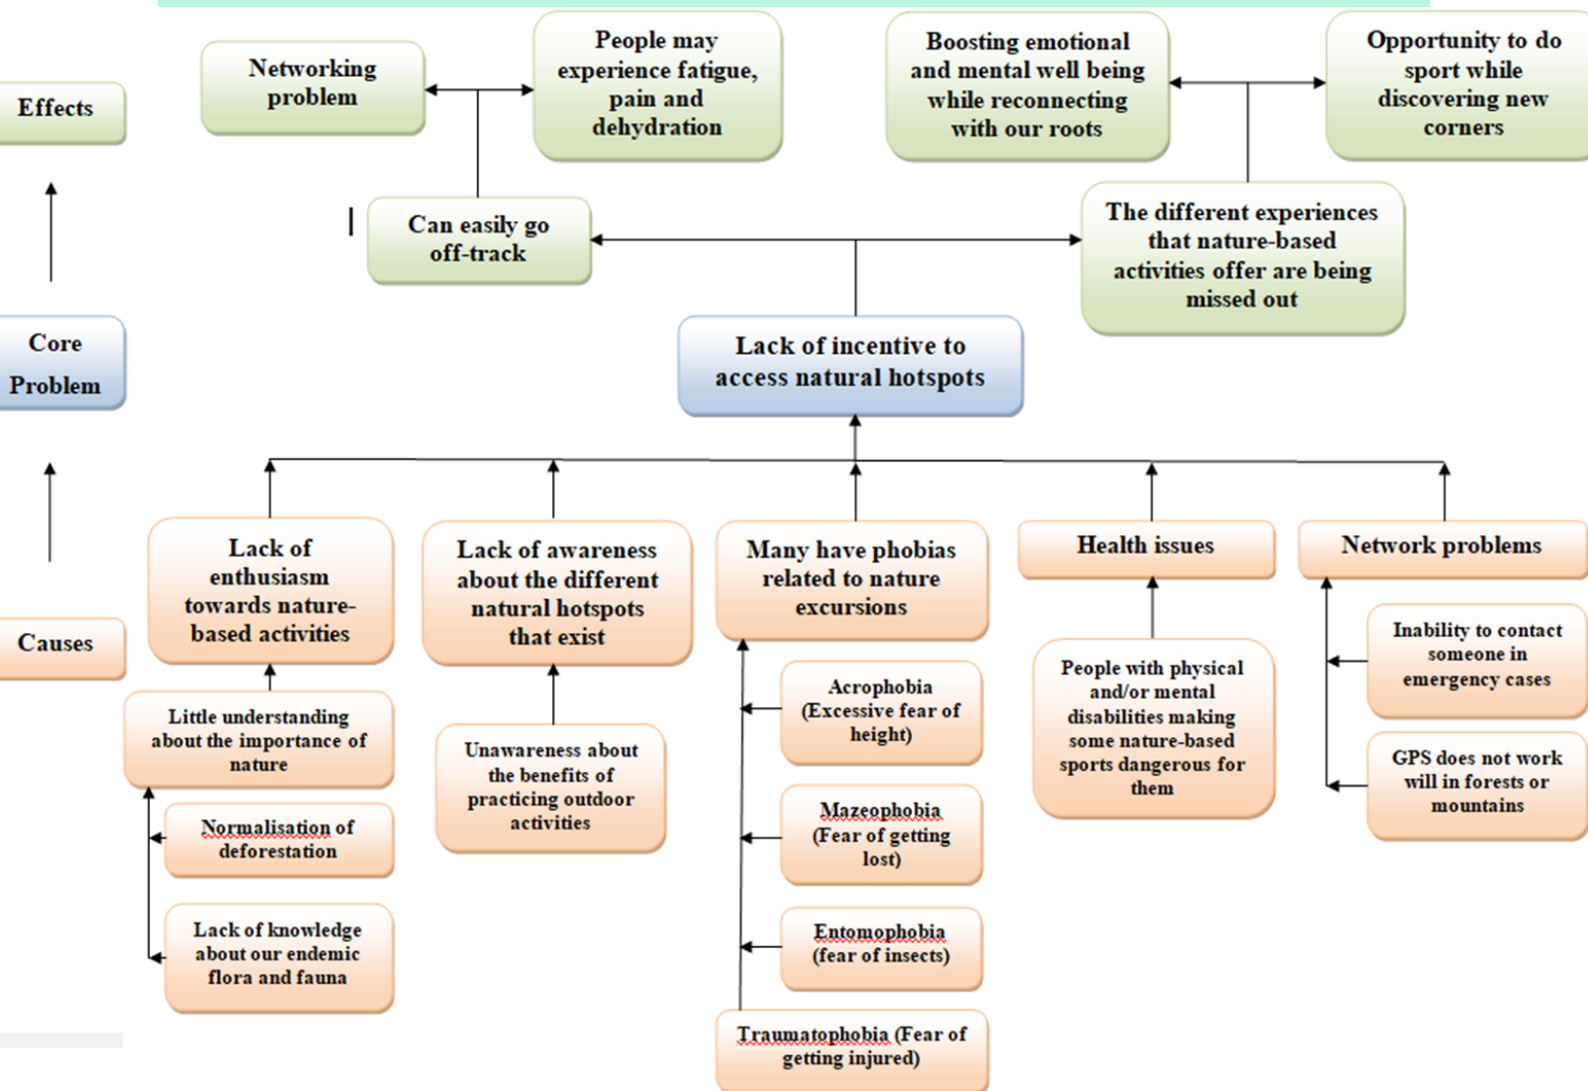 Effects
Networking
problem
People may
experience fatigue,
pain and
dehydration
Boosting emotional
and mental well being
while reconnecting
with our roots
Opportunity to do
sport while
discovering new
corners
Can easily go
off-track
The different experiences
that nature-based
activities offer are being
missed out
Core
Problem
Lack of incentive to
access natural hotspots
Causes
Lack of
enthusiasm
towards nature-
based activities
Lack of awareness
about the different
natural hotspots
that exist
Many have phobias
related to nature
excursions
Health issues
Network problems
Little understanding
about the importance of
nature
Normalisation of
deforestation
Lack of knowledge
about our endemic
flora and fauna
Unawareness about
the benefits of
practicing outdoor
activities
Acrophobia
(Excessive fear of
height)
Mazeophobia
(Fear of getting
lost)
Entomophobia
(fear of insects)
Traumatophobia (Fear of
getting injured)
People with physical
and/or mental
disabilities making
some nature-based
sports dangerous for
them
Inability to contact
someone in
emergency cases
GPS does not work
will in forests or
mountains